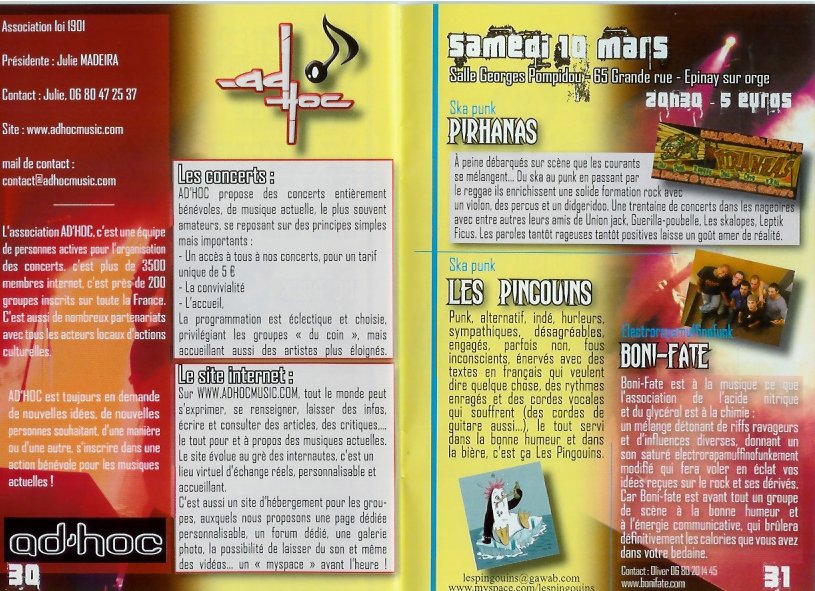 Association loi 1901
Présidente : Julie MADEIRA
Contact : Julie, 06 80 47 25 37
Site : www.adhocmusic.com
mail de contact :
contact@adhocmusic.com
L'association AD'HOC, c'est une équipe
de personnes actives pour l'organisation
des concerts, c'est plus de 3500
membres internet, c'est près de 200
groupes inscrits sur toute la France.
C'est aussi de nombreux partenariats
avec tous les acteurs locaux d'actions
culturelles.
AD'HOC est toujours en demande
de nouvelles idées, de nouvelles
personnes souhaitant, d'une manière
ou d'une autre, s'inscrire dans une
action bénévole pour les musiques
actuelles !
ad'hoc
30
AD
HOC
Les concerts :
AD'HOC propose des concerts entièrement
bénévoles, de musique actuelle, le plus souvent
amateurs, se reposant sur des principes simples
mais importants :
- Un accès à tous à nos concerts, pour un tarif
unique de 5 €
- La convivialité
- L'accueil,
La programmation est éclectique et choisie,
privilégiant les groupes « du coin », mais
accueillant aussi des artistes plus éloignés.
Le site internet :
Sur WWW.ADHOCMUSIC.COM, tout le monde peut
s'exprimer, se renseigner, laisser des infos,
écrire et consulter des articles, des critiques....
le tout pour et à propos des musiques actuelles.
Le site évolue au grè des internautes, c'est un
lieu virtuel d'échange réels, personnalisable et
accueillant.
C'est aussi un site d'hébergement pour les grou-
pes, auxquels nous proposons une page dédiée
personnalisable, un forum dédié, une galerie
photo, la possibilité de laisser du son et même
des vidéos... un « myspace » avant l'heure !
Samedi 10 mars
Salle Georges Pompidou - 65 Grande rue - Epinay sur orge
20h30 - 5 euros
Ska punk
PIRHANAS
À peine débarqués sur scène que les courants
se mélangent... Du ska au punk en passant par
le reggae ils enrichissent une solide formation rock avec
un violon, des percus et un didgeridoo. Une trentaine de concerts dans les nageoires
avec entre autres leurs amis de Union jack, Guerilla-poubelle, Les skalopes, Leptik
Ficus. Les paroles tantôt rageuses tantôt positives laisse un goût amer de réalité.
Ska punk
LES PINGOUINS
Punk, alternatif, indé, hurleurs,
sympathiques, désagréables,
engagés, parfois non, fous
inconscients, énervés avec des
textes en français qui veulent
dire quelque chose, des rythmes
enragés et des cordes vocales
qui souffrent (des cordes de
guitare aussi...), le tout servi
dans la bonne humeur et dans
la bière, c'est ça Les Pingouins.
lespingouins@gawab.com
www.myspace.com/lespingouins
Electroragamuffinofunk
BONI-FATE
Boni-Fate est à la musique ce que
l'association de l'acide nitrique
et du glycérol est à la chimie :
un mélange détonant de riffs ravageurs
et d'influences diverses, donnant un
son saturé electroragamuffinofunkement
modifié qui fera voler en éclat vos
idées reçues sur le rock et ses dérivés.
Car Boni-fate est avant tout un groupe
de scène à la bonne humeur et
à l'énergie communicative, qui brûlera
définitivement les calories que vous avez
dans votre bedaine.
Contact : Oliver 06 80 20 14 45
www.bonifate.com
31